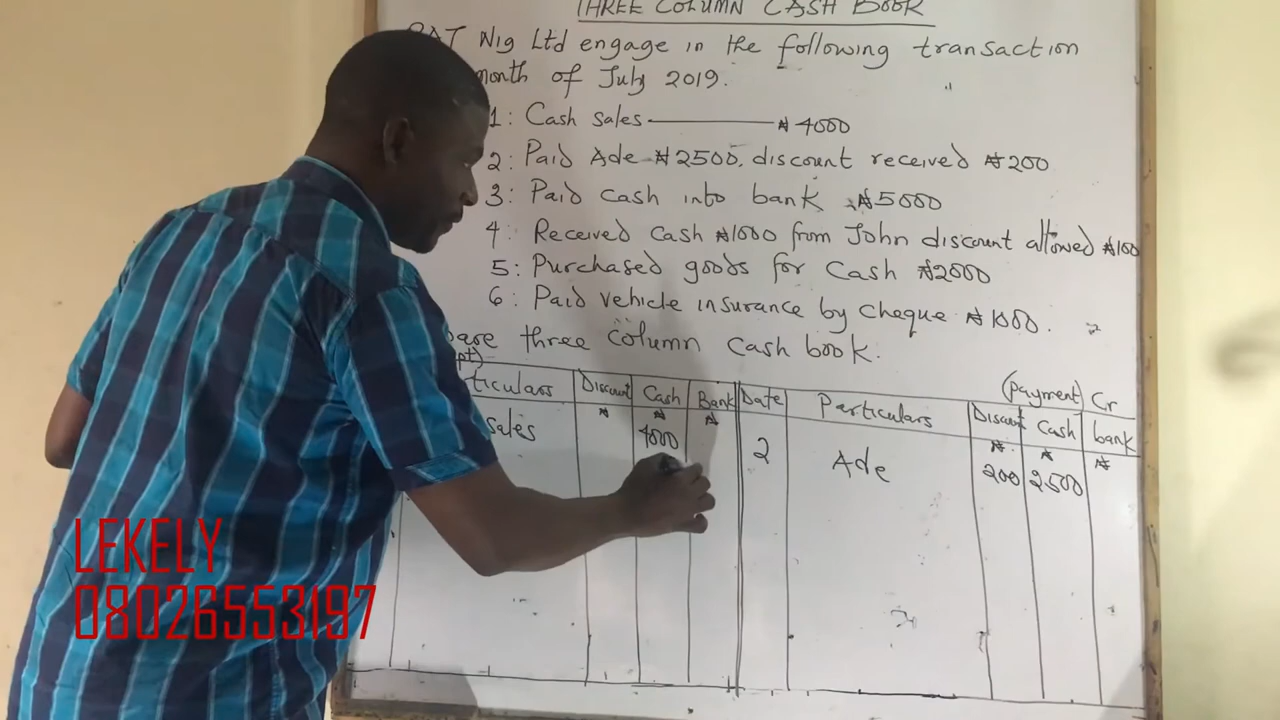 THREE COLUMN CASH BOOK
Nig Ltd engage in the following transaction
month of July 2019.
1: Cash sales ₦ 4000
2: Paid Ade ₦2500, discount received ₦200
3: Paid cash into bank ₦5000
4: Received Cash ₦1000 from John discount allowed ₦100
5: Purchased goods for Cash ₦2000
6: Paid vehicle insurance by cheque ₦1000.
three column cash book.
(Payment) Cr
Discount Cash Bank Date Particulars Discount Cash bank
₦ ₦ ₦ ₦ ₦ ₦
sales 4000 2 Ade 200 2500
LEKELY
08026553197